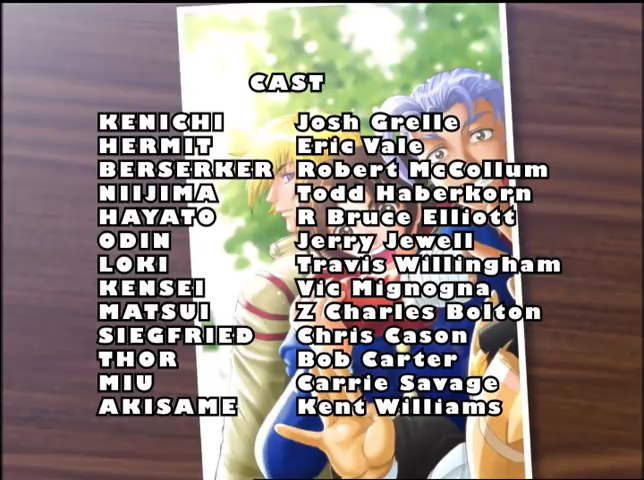 CAST
KENICHI Josh Grelle
HERMIT Eric Vale
BERSERKER Robert McCollum
NIIJIMA Todd Haberkorn
HAYATO R Bruce Elliott
ODIN Jerry Jewell
LOKI Travis Willingham
KENSEI Vic Mignogna
MATSUI Z Charles Bolton
SIEGFRIED Chris Cason
THOR Bob Carter
MIU Carrie Savage
AKISAME Kent Williams